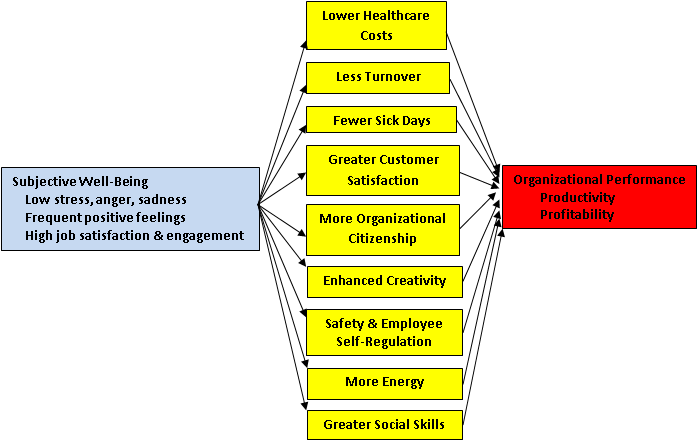 Lower Healthcare
Costs
Less Turnover
Fewer Sick Days
Greater Customer
Satisfaction
Subjective Well-Being
Low stress, anger, sadness
Frequent positive feelings
High job satisfaction & engagement
Organizational Performance
Productivity
Profitability
More Organizational
Citizenship
Enhanced Creativity
Safety & Employee
Self-Regulation
More Energy
Greater Social Skills